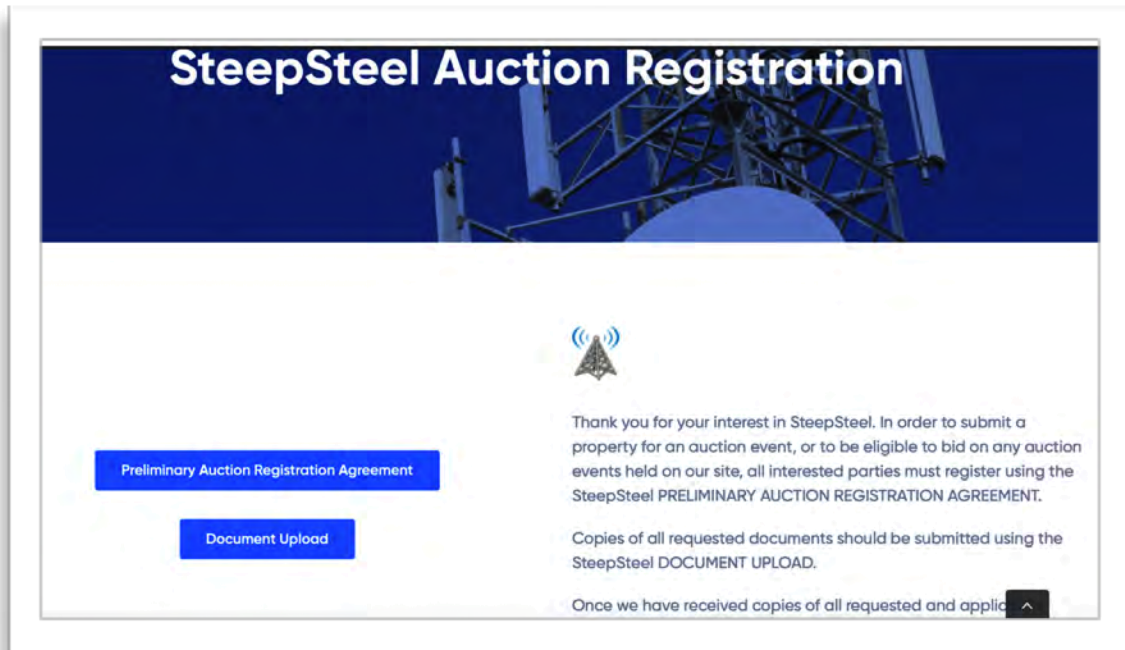 SteepSteel Auction Registration
Preliminary Auction Registration Agreement
Document Upload
Thank you for your interest in SteepSteel. In order to submit a
property for an auction event, or to be eligible to bid on any auction
events held on our site, all interested parties must register using the
SteepSteel PRELIMINARY AUCTION REGISTRATION AGREEMENT.
Copies of all requested documents should be submitted using the
SteepSteel DOCUMENT UPLOAD.
Once we have received copies of all requested and